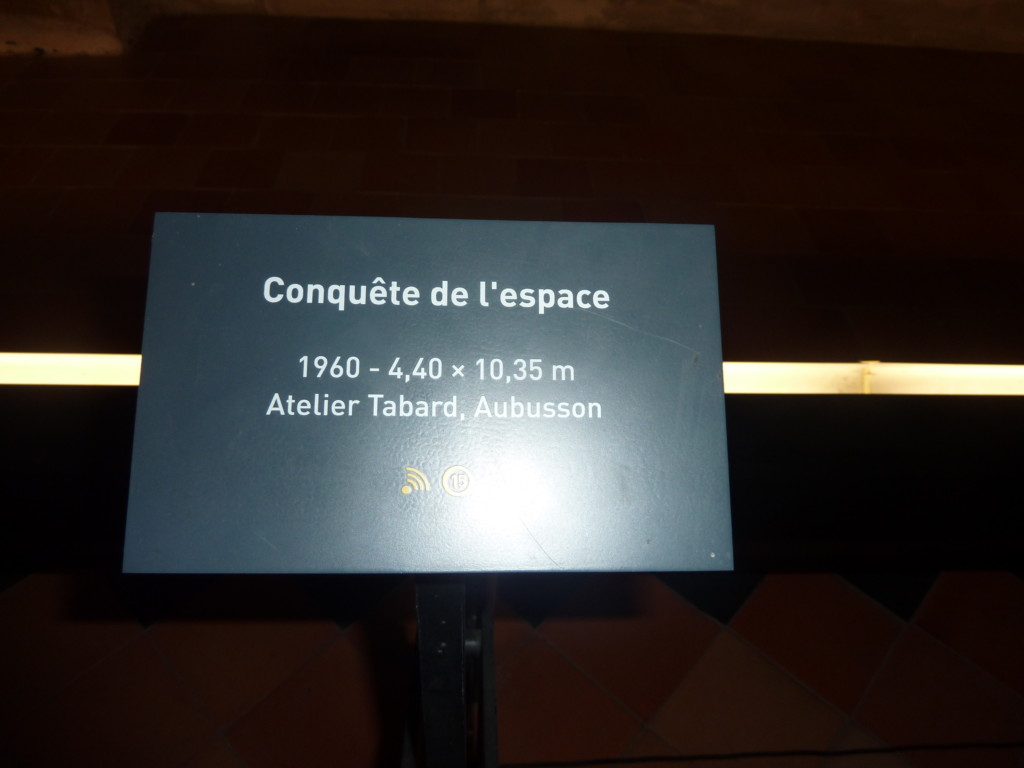 Conquête de l'espace
1960 - 4,40 × 10,35 m
Atelier Tabard, Aubusson
15